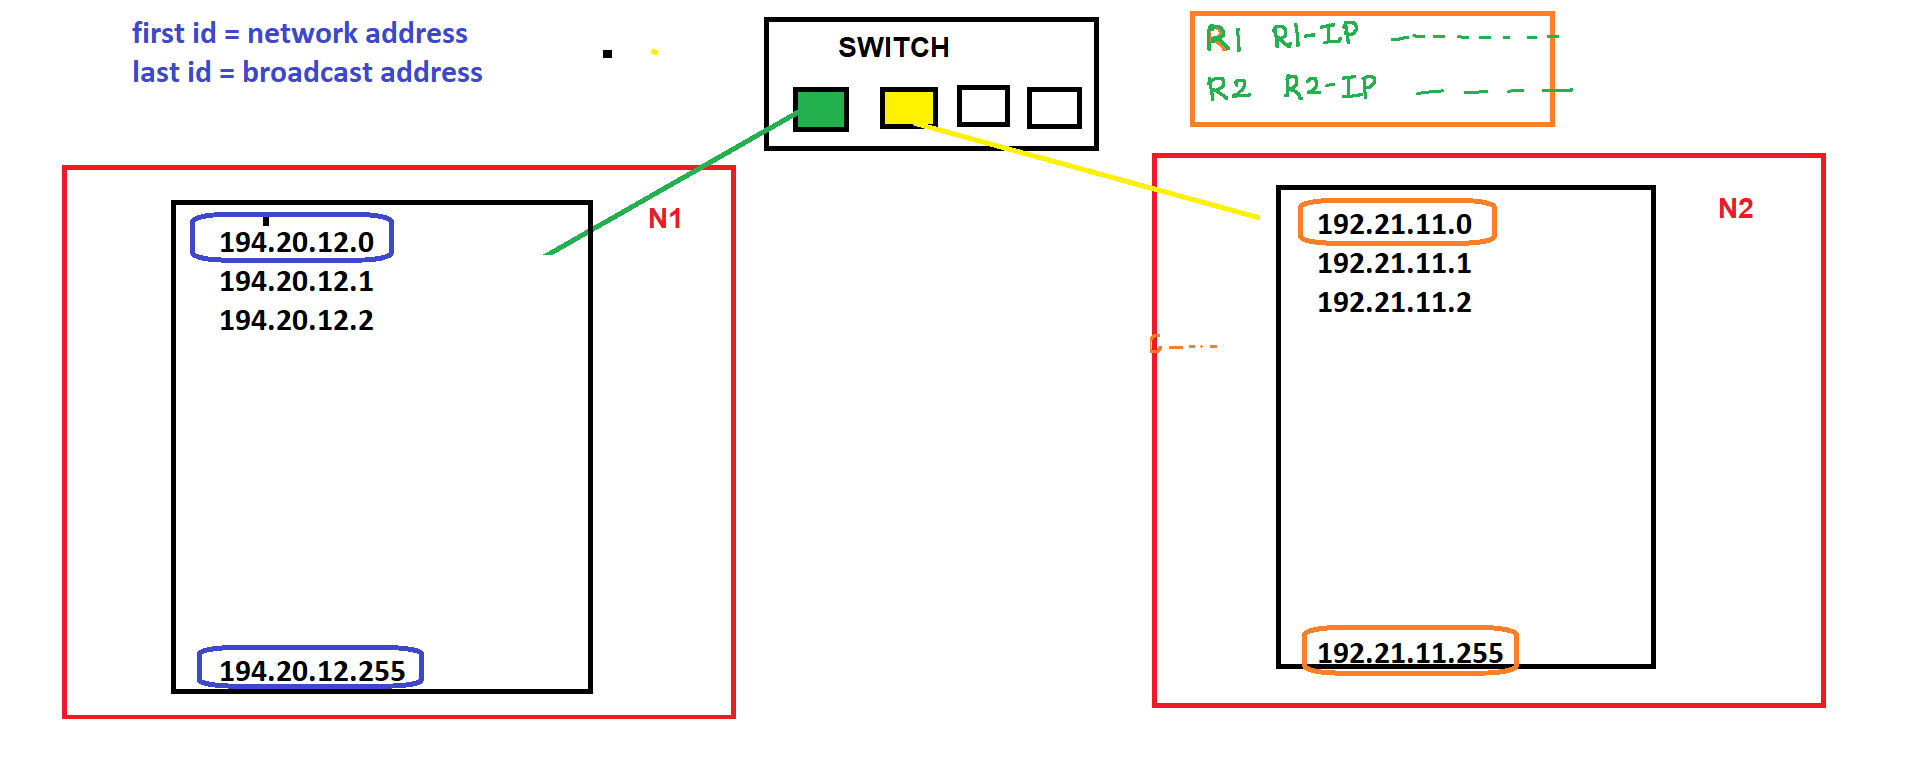 first id = network address
last id = broadcast address
SWITCH
R1 R1-IP
R2 R2-IP
N1
194.20.12.0
194.20.12.1
194.20.12.2
194.20.12.255
N2
192.21.11.0
192.21.11.1
192.21.11.2
192.21.11.255